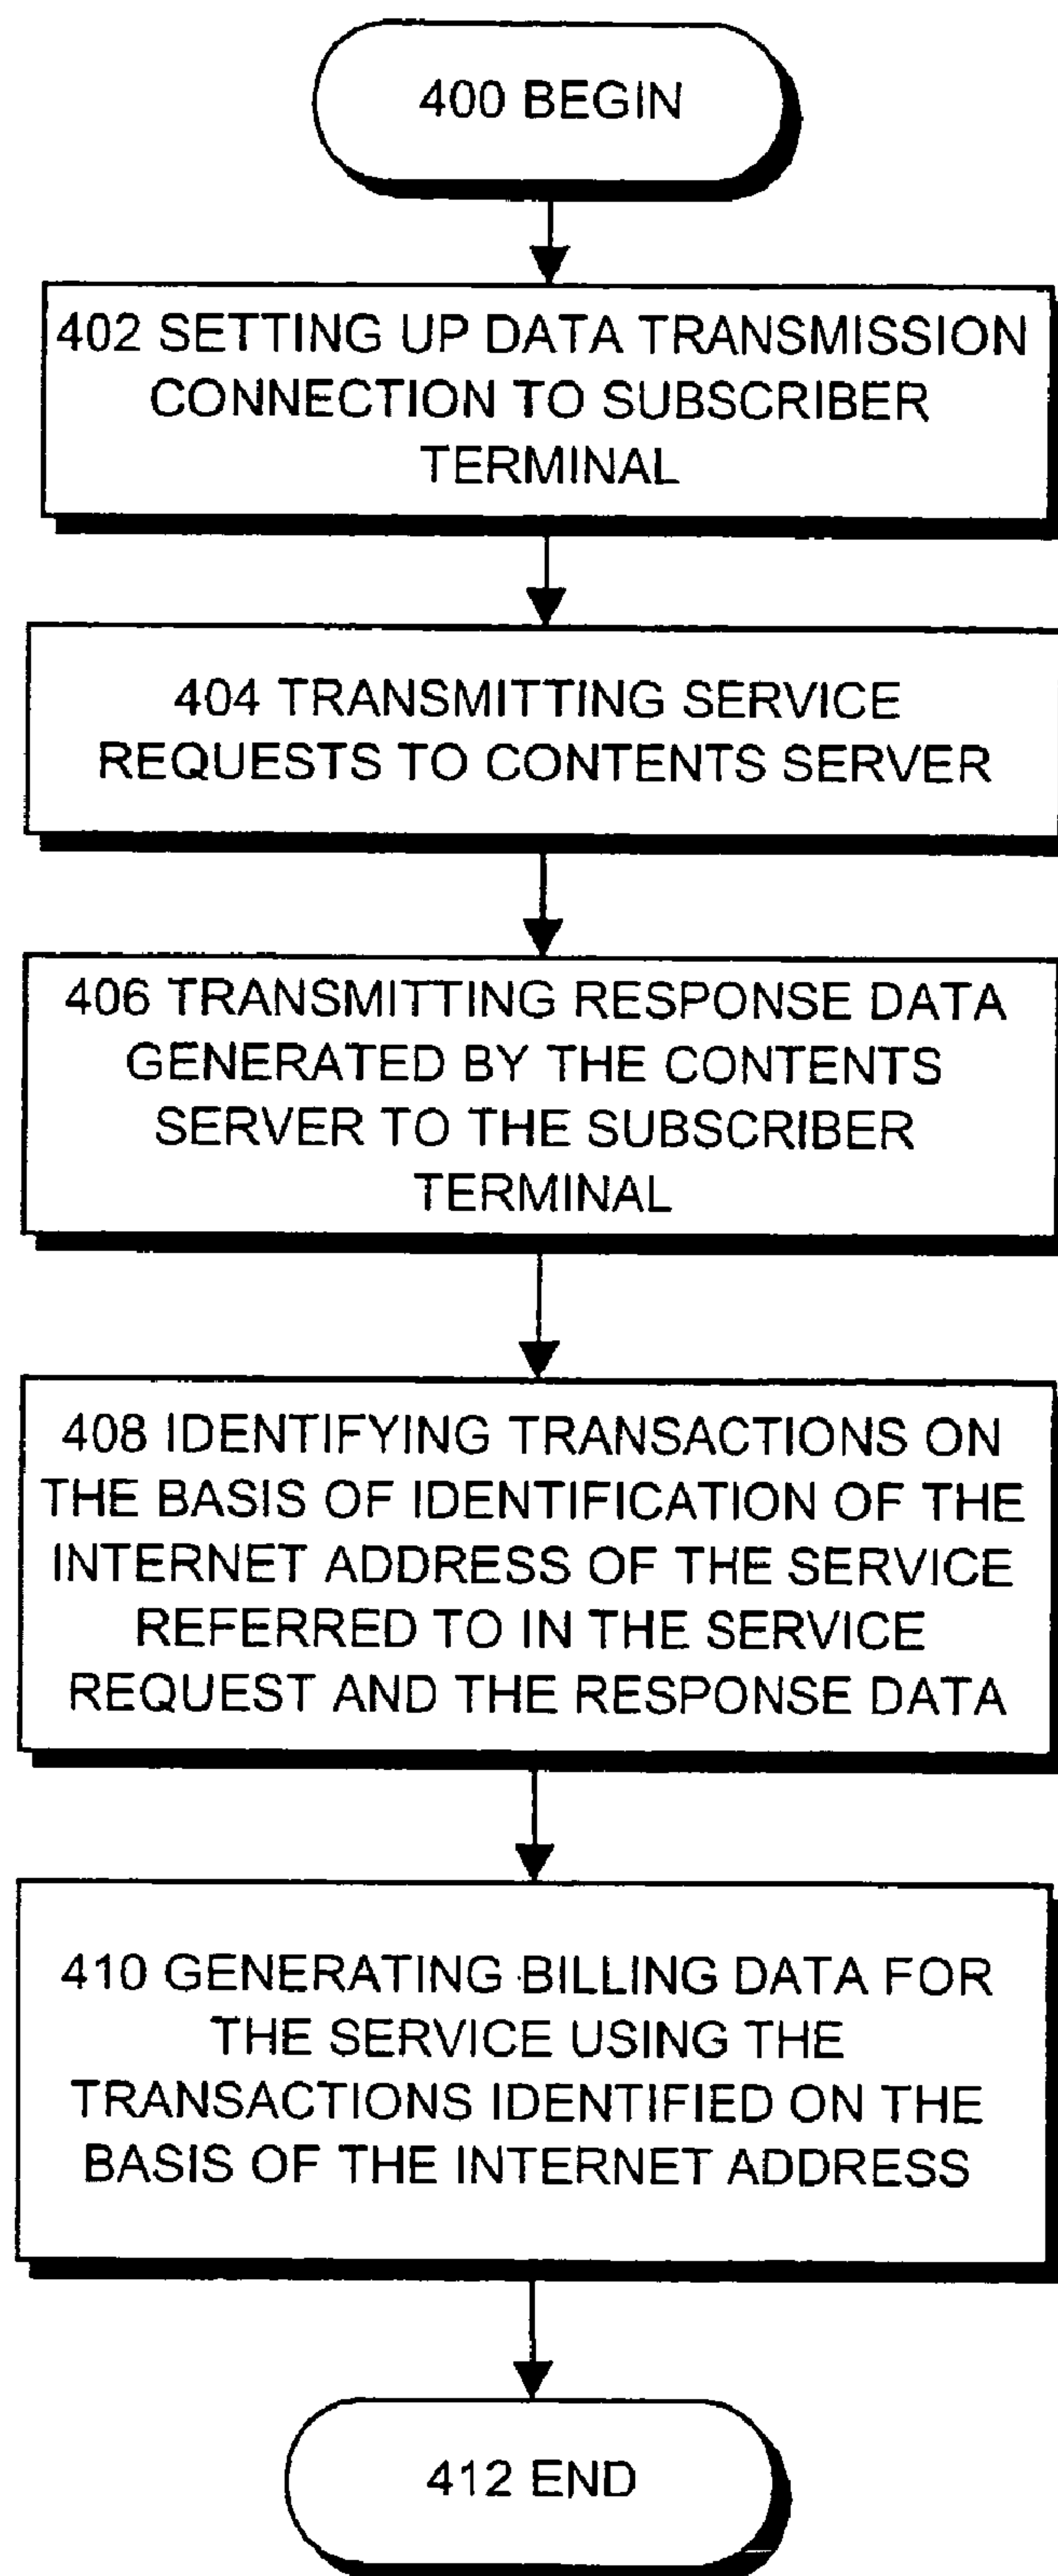 400 BEGIN
402 SETTING UP DATA TRANSMISSION
CONNECTION TO SUBSCRIBER
TERMINAL
404 TRANSMITTING SERVICE
REQUESTS TO CONTENTS SERVER
406 TRANSMITTING RESPONSE DATA
GENERATED BY THE CONTENTS
SERVER TO THE SUBSCRIBER
TERMINAL
408 IDENTIFYING TRANSACTIONS ON
THE BASIS OF IDENTIFICATION OF THE
INTERNET ADDRESS OF THE SERVICE
REFERRED TO IN THE SERVICE
REQUEST AND THE RESPONSE DATA
410 GENERATING BILLING DATA FOR
THE SERVICE USING THE
TRANSACTIONS IDENTIFIED ON THE
BASIS OF THE INTERNET ADDRESS
412 END